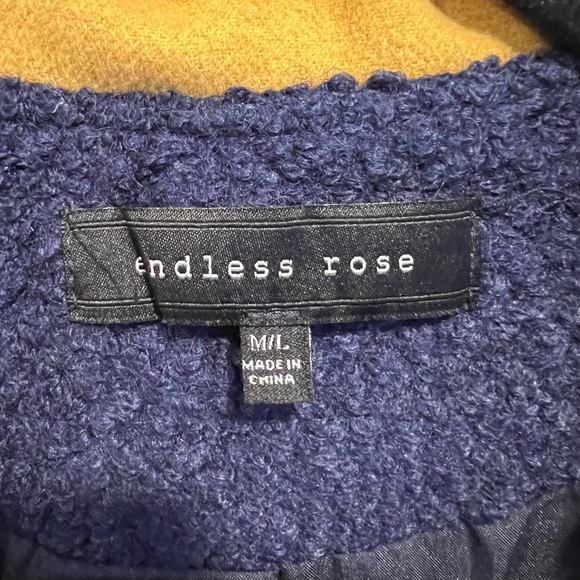 endless rose
M/L
MADE IN
CHINA